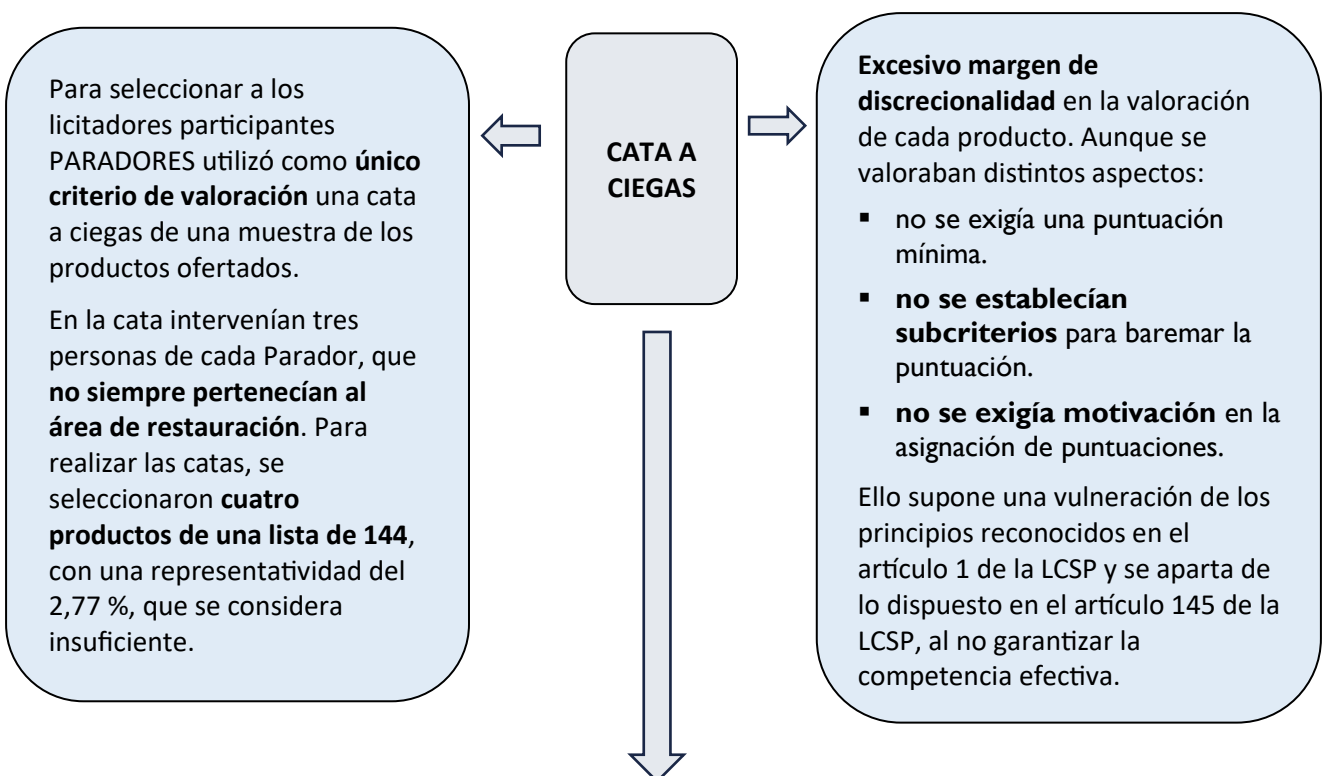 Para seleccionar a los
licitadores participantes
PARADORES utilizó como único
criterio de valoración una cata
a ciegas de una muestra de los
productos ofertados.
En la cata intervenían tres
personas de cada Parador, que
no siempre pertenecían al
área de restauración. Para
realizar las catas, se
seleccionaron cuatro
productos de una lista de 144,
con una representatividad del
2,77 %, que se considera
insuficiente.
CATA A
CIEGAS
Excesivo margen de
discrecionalidad en la valoración
de cada producto. Aunque se
valoraban distintos aspectos:
▪ no se exigía una puntuación
mínima.
▪ no se establecían
subcriterios para baremar la
puntuación.
▪ no se exigía motivación en la
asignación de puntuaciones.
Ello supone una vulneración de los
principios reconocidos en el
artículo 1 de la LCSP y se aparta de
lo dispuesto en el artículo 145 de la
LCSP, al no garantizar la
competencia efectiva.